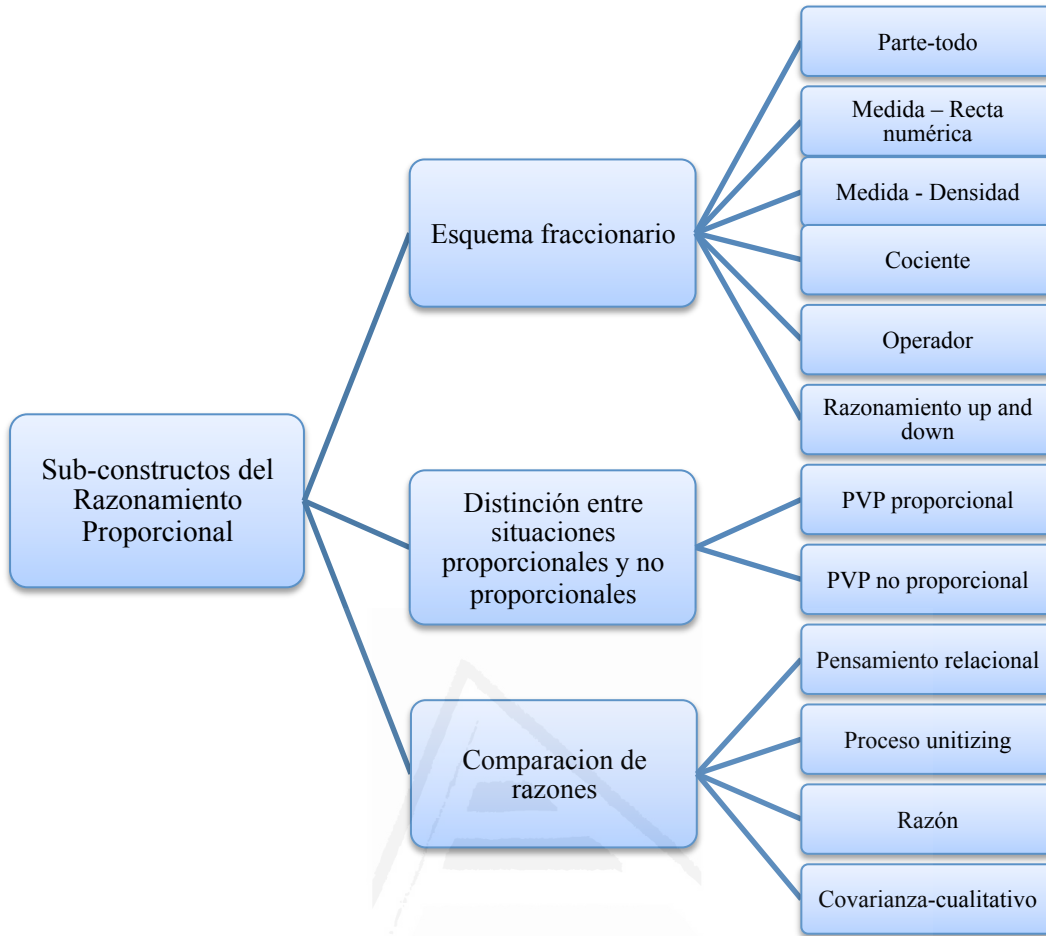 Sub-constructos del
Razonamiento
Proporcional
Esquema fraccionario
Parte-todo
Medida – Recta
numérica
Medida - Densidad
Cociente
Operador
Razonamiento up and
down
Distinción entre
situaciones
proporcionales y no
proporcionales
PVP proporcional
PVP no proporcional
Comparacion de
razones
Pensamiento relacional
Proceso unitizing
Razón
Covarianza-cualitativo